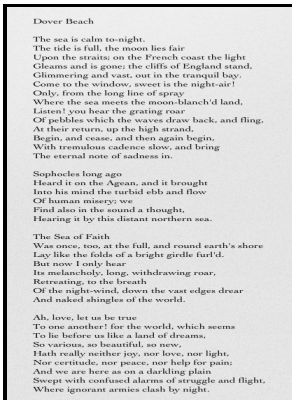 Dover Beach
The sea is calm to-night.
The tide is full, the moon lies fair
Upon the straits; on the French coast the light
Gleams and is gone; the cliffs of England stand,
Glimmering and vast, out in the tranquil bay.
Come to the window, sweet is the night-air!
Only, from the long line of spray
Where the sea meets the moon-blanch'd land,
Listen! you hear the grating roar
Of pebbles which the waves draw back, and fling,
At their return, up the high strand,
Begin, and cease, and then again begin,
With tremulous cadence slow, and bring
The eternal note of sadness in.
Sophocles long ago
Heard it on the Agean, and it brought
Into his mind the turbid ebb and flow
Of human misery; we
Find also in the sound a thought,
Hearing it by this distant northern sea.
The Sea of Faith
Was once, too, at the full, and round earth's shore
Lay like the folds of a bright girdle furl'd.
But now I only hear
Its melancholy, long, withdrawing roar,
Retreating, to the breath
Of the night-wind, down the vast edges drear
And naked shingles of the world.
Ah, love, let us be true
To one another! for the world, which seems
To lie before us like a land of dreams,
So various, so beautiful, so new,
Hath really neither joy, nor love, nor light,
Nor certitude, nor peace, nor help for pain;
And we are here as on a darkling plain
Swept with confused alarms of struggle and flight,
Where ignorant armies clash by night.